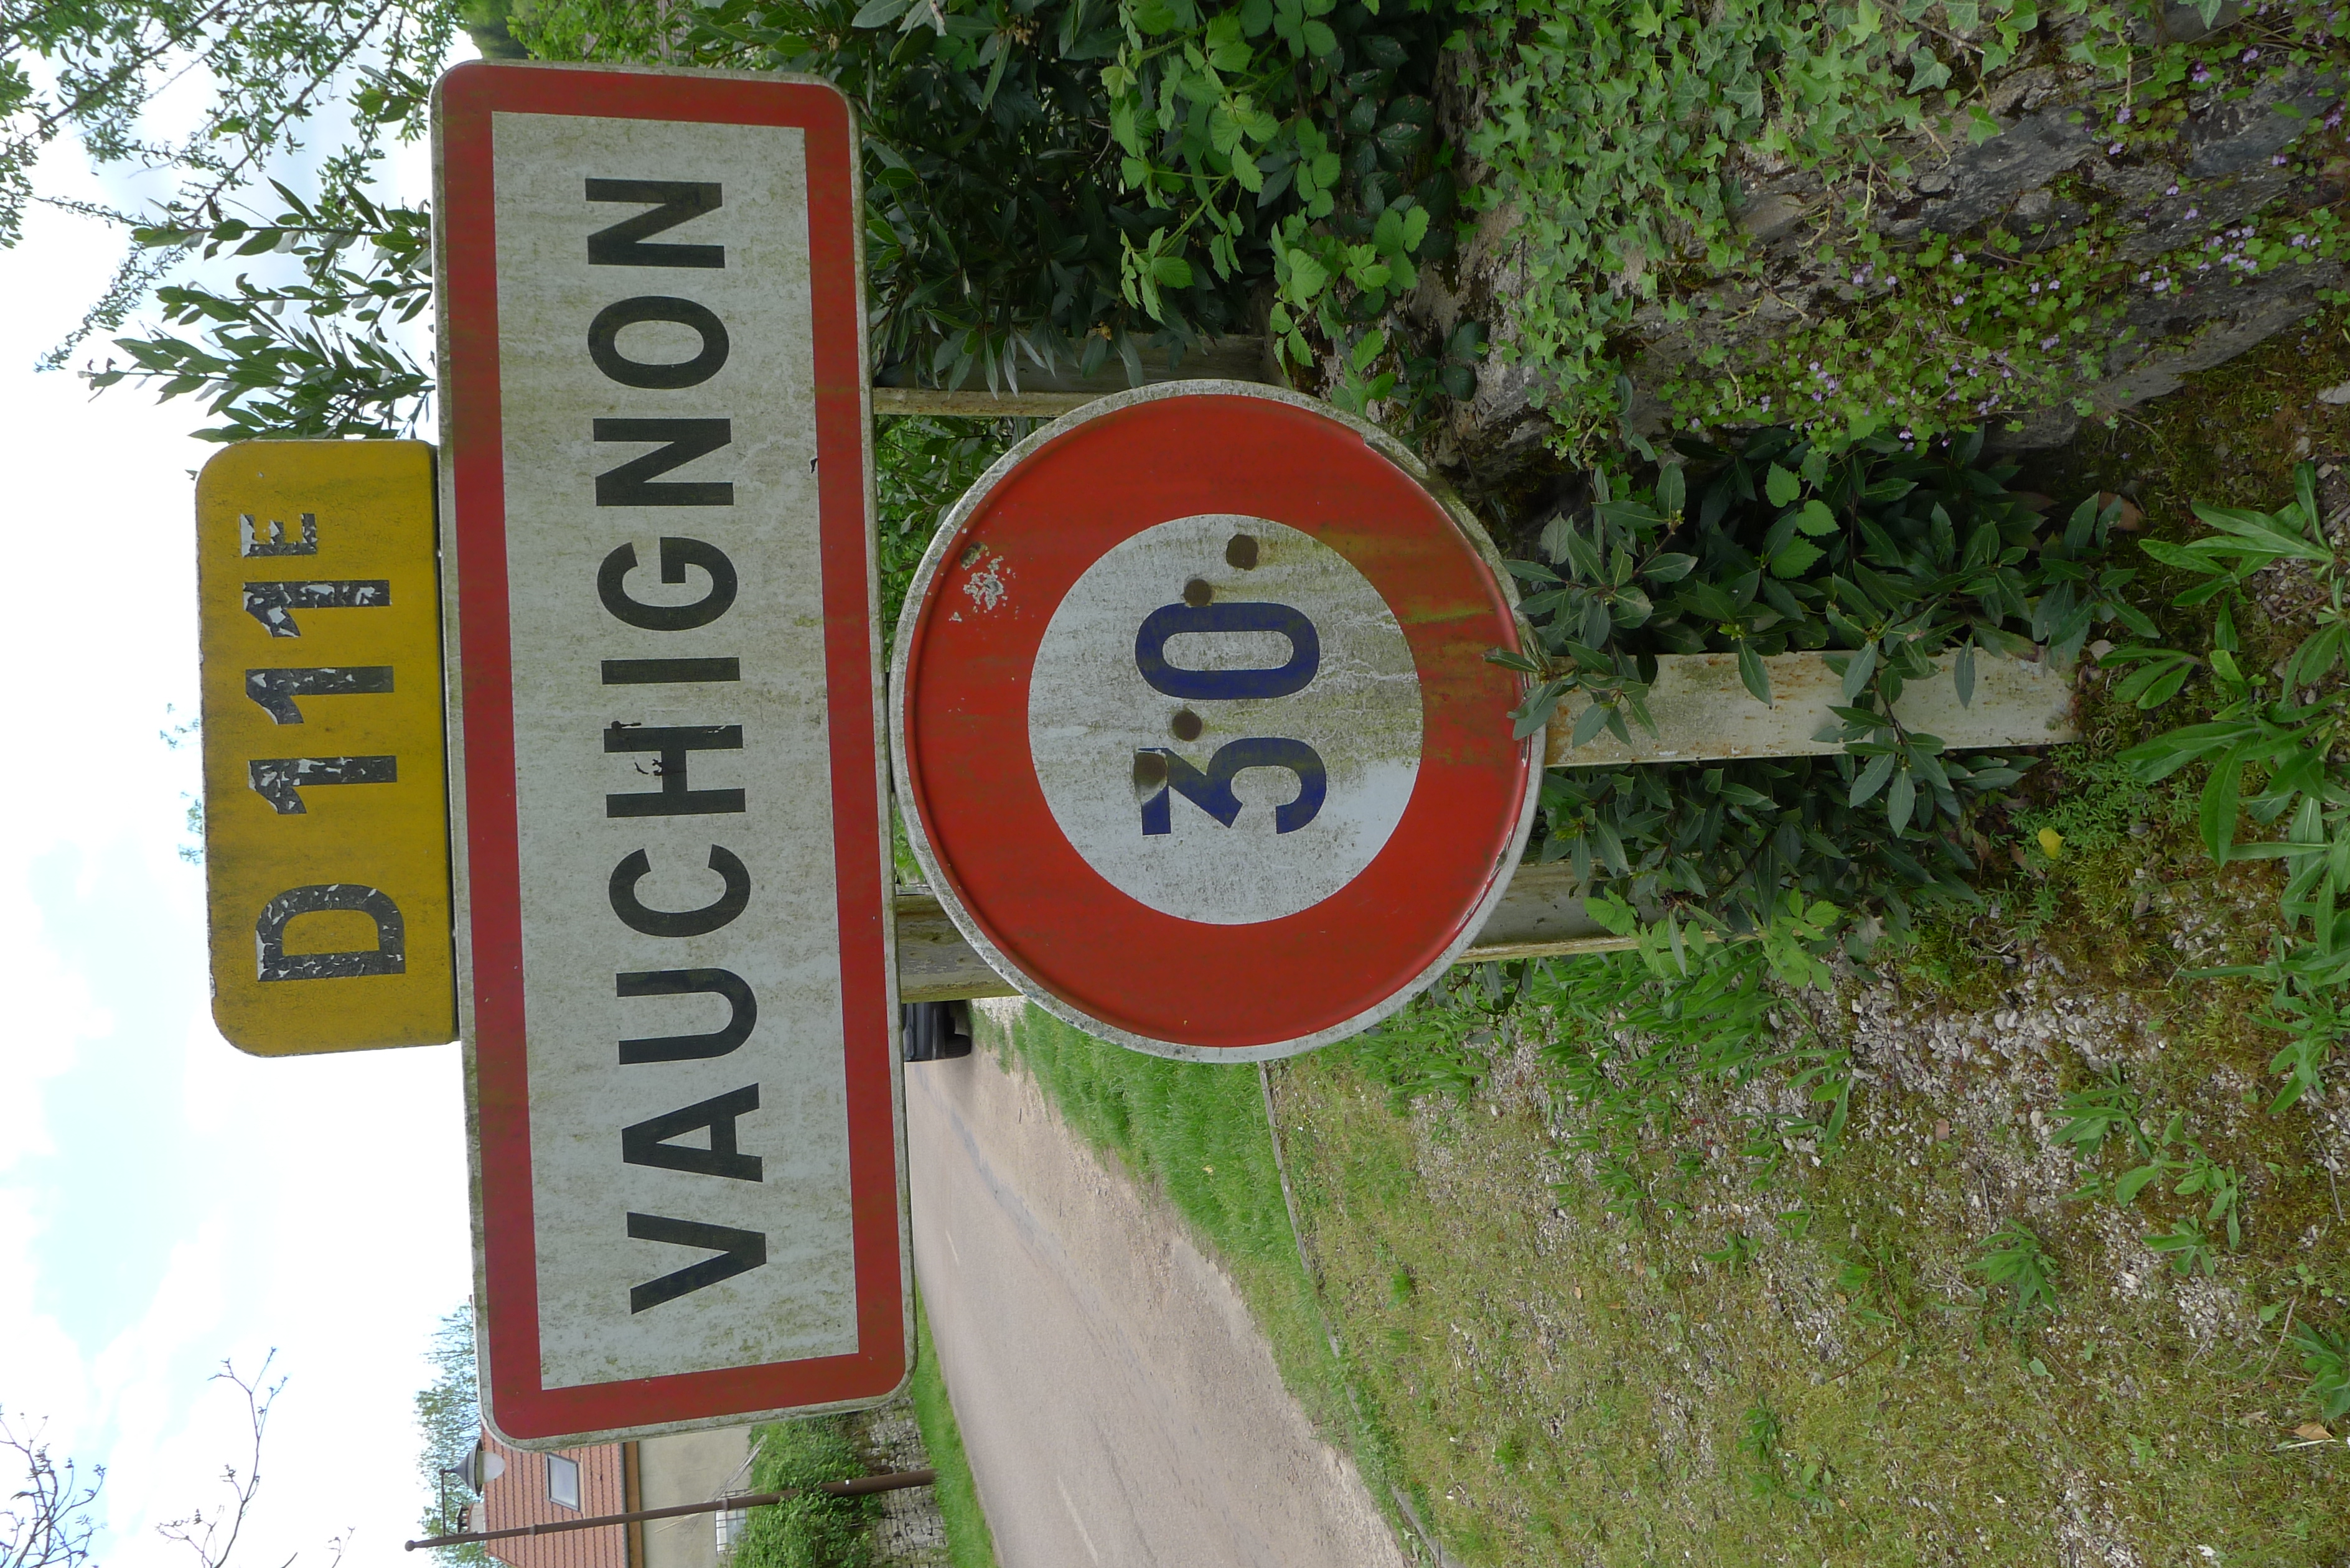 D 111E
VAUCHIGNON
30